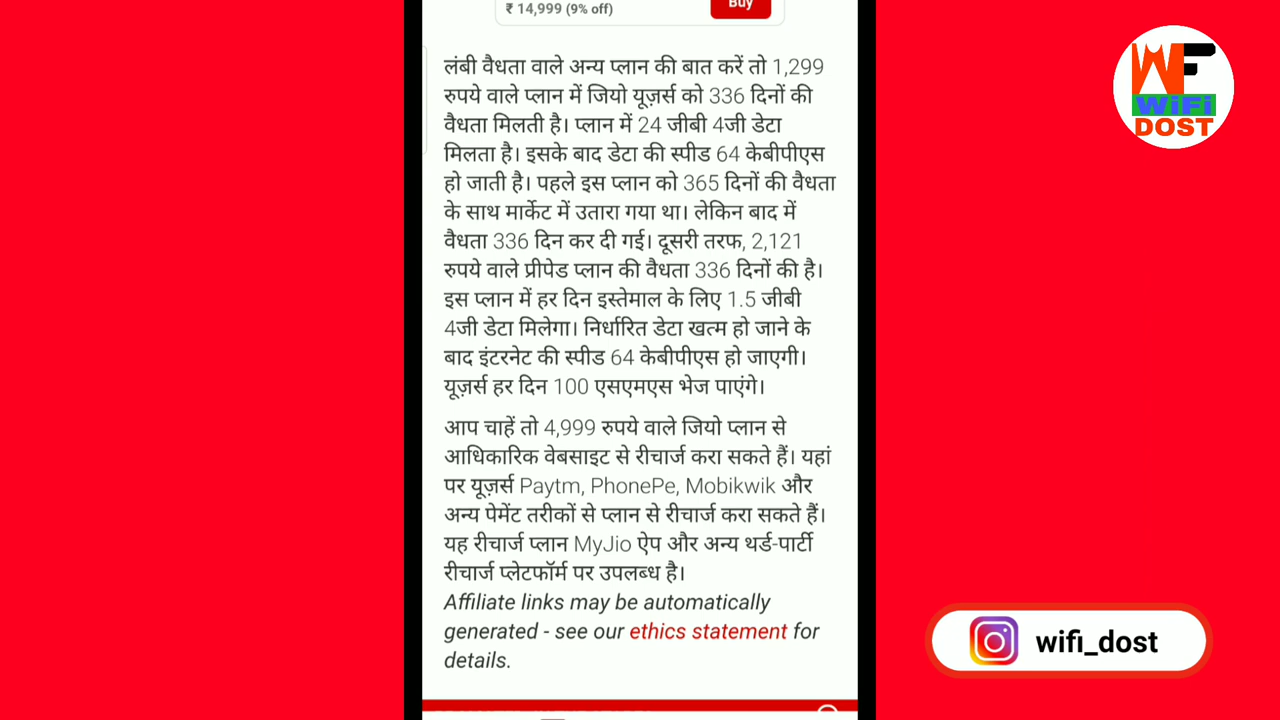 ₹ 14,999 (9% off)
Buy
लंबी वैधता वाले अन्य प्लान की बात करें तो 1,299
रुपये वाले प्लान में जियो यूज़र्स को 336 दिनों की
वैधता मिलती है। प्लान में 24 जीबी 4जी डेटा
मिलता है। इसके बाद डेटा की स्पीड 64 केबीपीएस
हो जाती है। पहले इस प्लान को 365 दिनों की वैधता
के साथ मार्केट में उतारा गया था। लेकिन बाद में
वैधता 336 दिन कर दी गई। दूसरी तरफ, 2,121
रुपये वाले प्रीपेड प्लान की वैधता 336 दिनों की है।
इस प्लान में हर दिन इस्तेमाल के लिए 1.5 जीबी
4जी डेटा मिलेगा। निर्धारित डेटा खत्म हो जाने के
बाद इंटरनेट की स्पीड 64 केबीपीएस हो जाएगी।
यूज़र्स हर दिन 100 एसएमएस भेज पाएंगे।
आप चाहें तो 4,999 रुपये वाले जियो प्लान से
आधिकारिक वेबसाइट से रीचार्ज करा सकते हैं। यहां
पर यूज़र्स Paytm, PhonePe, Mobikwik और
अन्य पेमेंट तरीकों से प्लान से रीचार्ज करा सकते हैं।
यह रीचार्ज प्लान MyJio ऐप और अन्य थर्ड-पार्टी
रीचार्ज प्लेटफॉर्म पर उपलब्ध है।
Affiliate links may be automatically
generated - see our ethics statement for
details.
WF
WiFi
DOST
wifi_dost